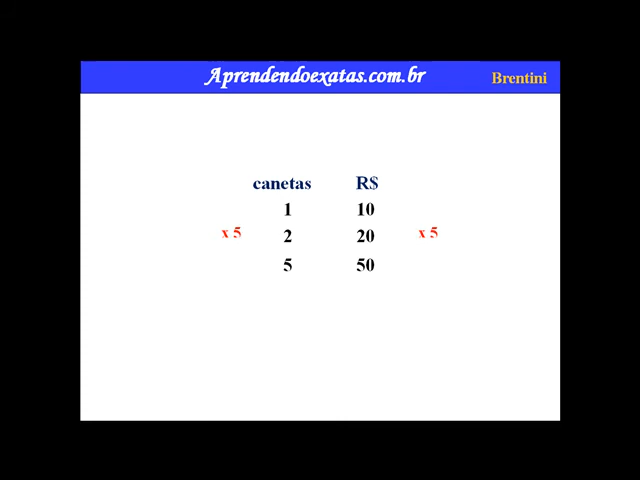 Aprendendoexatas.com.br Brentini
canetas R$
1 10
x 5 2 20 x 5
5 50